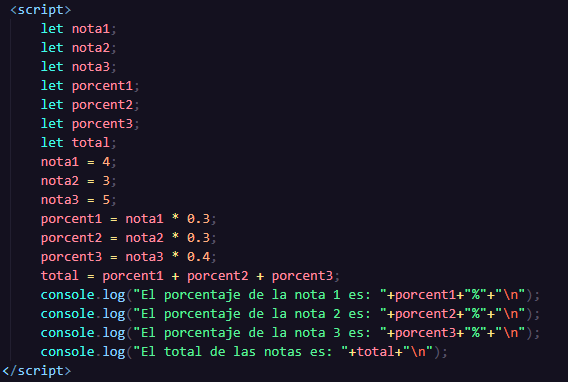 <script>
let nota1;
let nota2;
let nota3;
let porcent1;
let porcent2;
let porcent3;
let total;
nota1 = 4;
nota2 = 3;
nota3 = 5;
porcent1 = nota1 * 0.3;
porcent2 = nota2 * 0.3;
porcent3 = nota3 * 0.4;
total = porcent1 + porcent2 + porcent3;
console.log("El porcentaje de la nota 1 es: "+porcent1+"%"+"\n");
console.log("El porcentaje de la nota 2 es: "+porcent2+"%"+"\n");
console.log("El porcentaje de la nota 3 es: "+porcent3+"%"+"\n");
console.log("El total de las notas es: "+total+"\n");
</script>